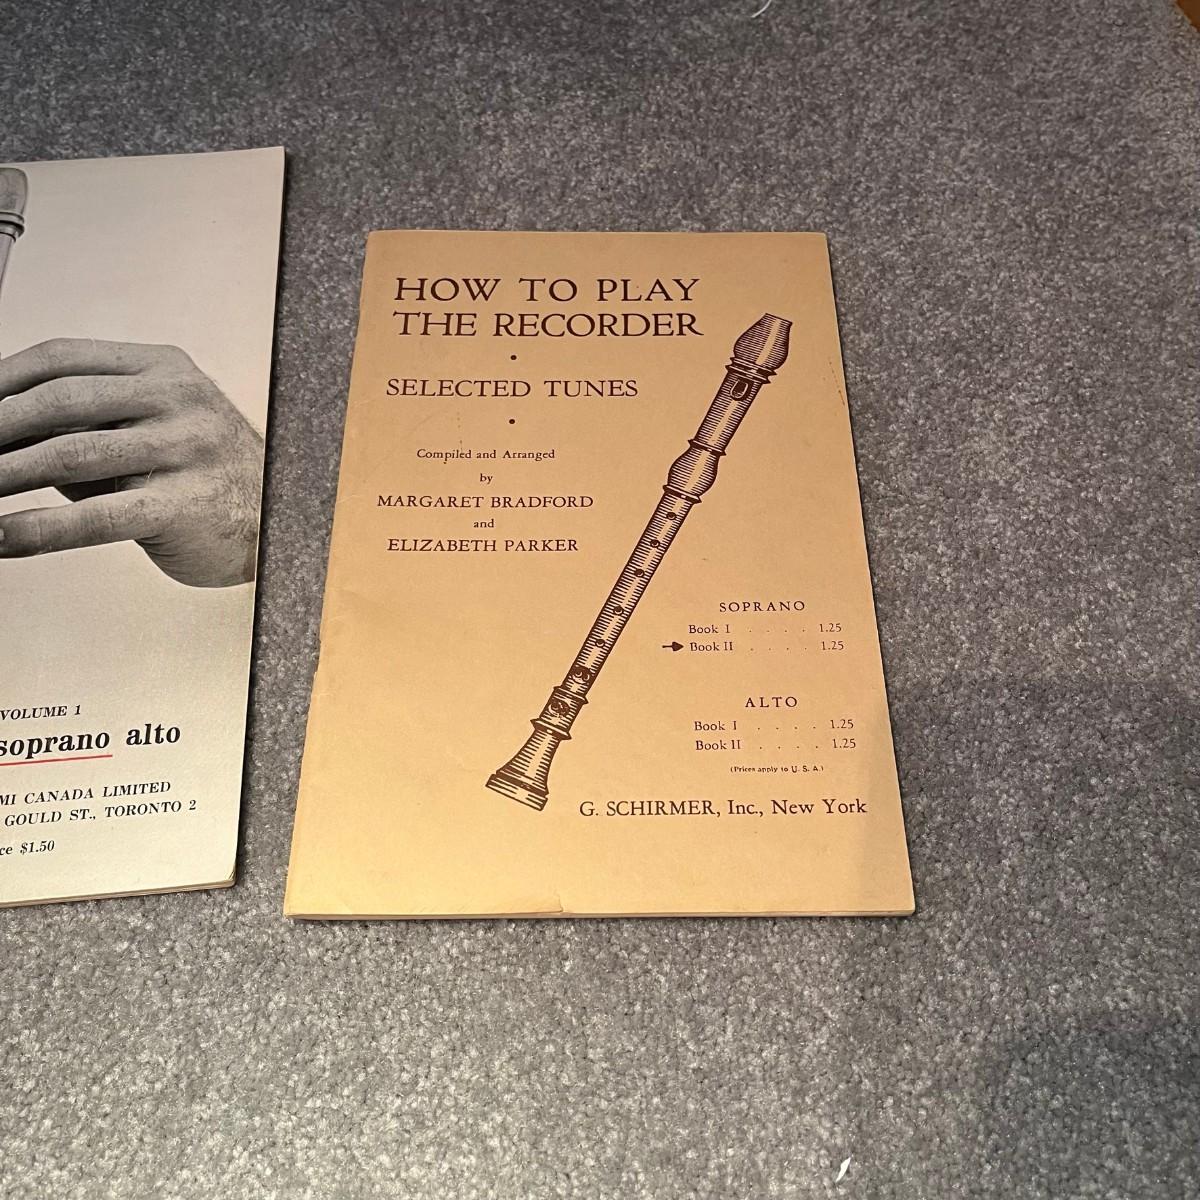 HOW TO PLAY
THE RECORDER
SELECTED TUNES
Compiled and Arranged
by
MARGARET BRADFORD
and
ELIZABETH PARKER
SOPRANO
Book I . . . . 1.25
Book II . . . . 1.25
ALTO
Book I . . . . 1.25
Book II . . . . 1.25
(Prices apply to U. S. A.)
G. SCHIRMER, Inc., New York
VOLUME 1
soprano alto
MI CANADA LIMITED
GOULD ST., TORONTO 2
ce $1.50